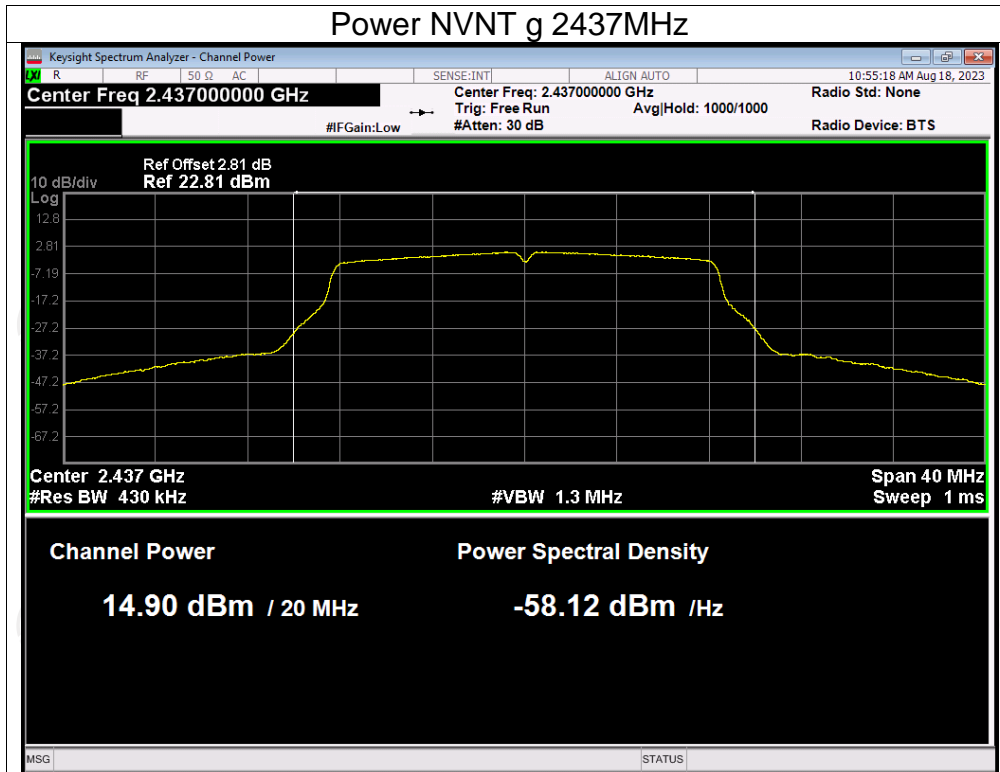 Power NVNT g 2437MHz
Keysight Spectrum Analyzer - Channel Power
LXI R RF 50 Ω AC SENSE:INT ALIGN AUTO 10:55:18 AM Aug 18, 2023
Center Freq 2.437000000 GHz Center Freq: 2.437000000 GHz Radio Std: None
Trig: Free Run Avg|Hold: 1000/1000
#IFGain:Low #Atten: 30 dB Radio Device: BTS
Ref Offset 2.81 dB
10 dB/div Ref 22.81 dBm
Log
12.8
2.81
-7.19
-17.2
-27.2
-37.2
-47.2
-57.2
-67.2
Center 2.437 GHz Span 40 MHz
#Res BW 430 kHz #VBW 1.3 MHz Sweep 1 ms
Channel Power Power Spectral Density
14.90 dBm / 20 MHz -58.12 dBm /Hz
MSG STATUS